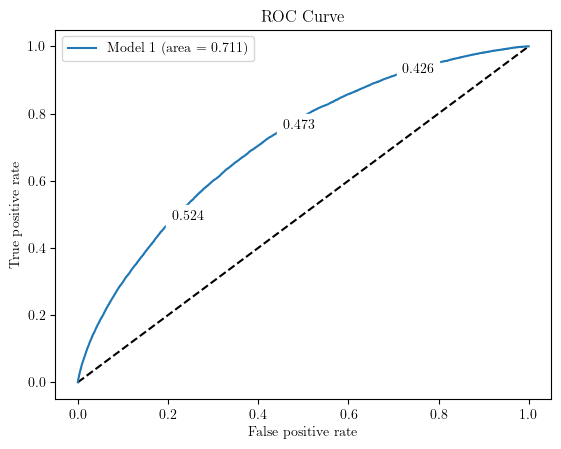 ROC Curve
Model 1 (area = 0.711)
True positive rate
1.0
0.8
0.6
0.4
0.2
0.0
0.426
0.473
0.524
0.0 0.2 0.4 0.6 0.8 1.0
False positive rate